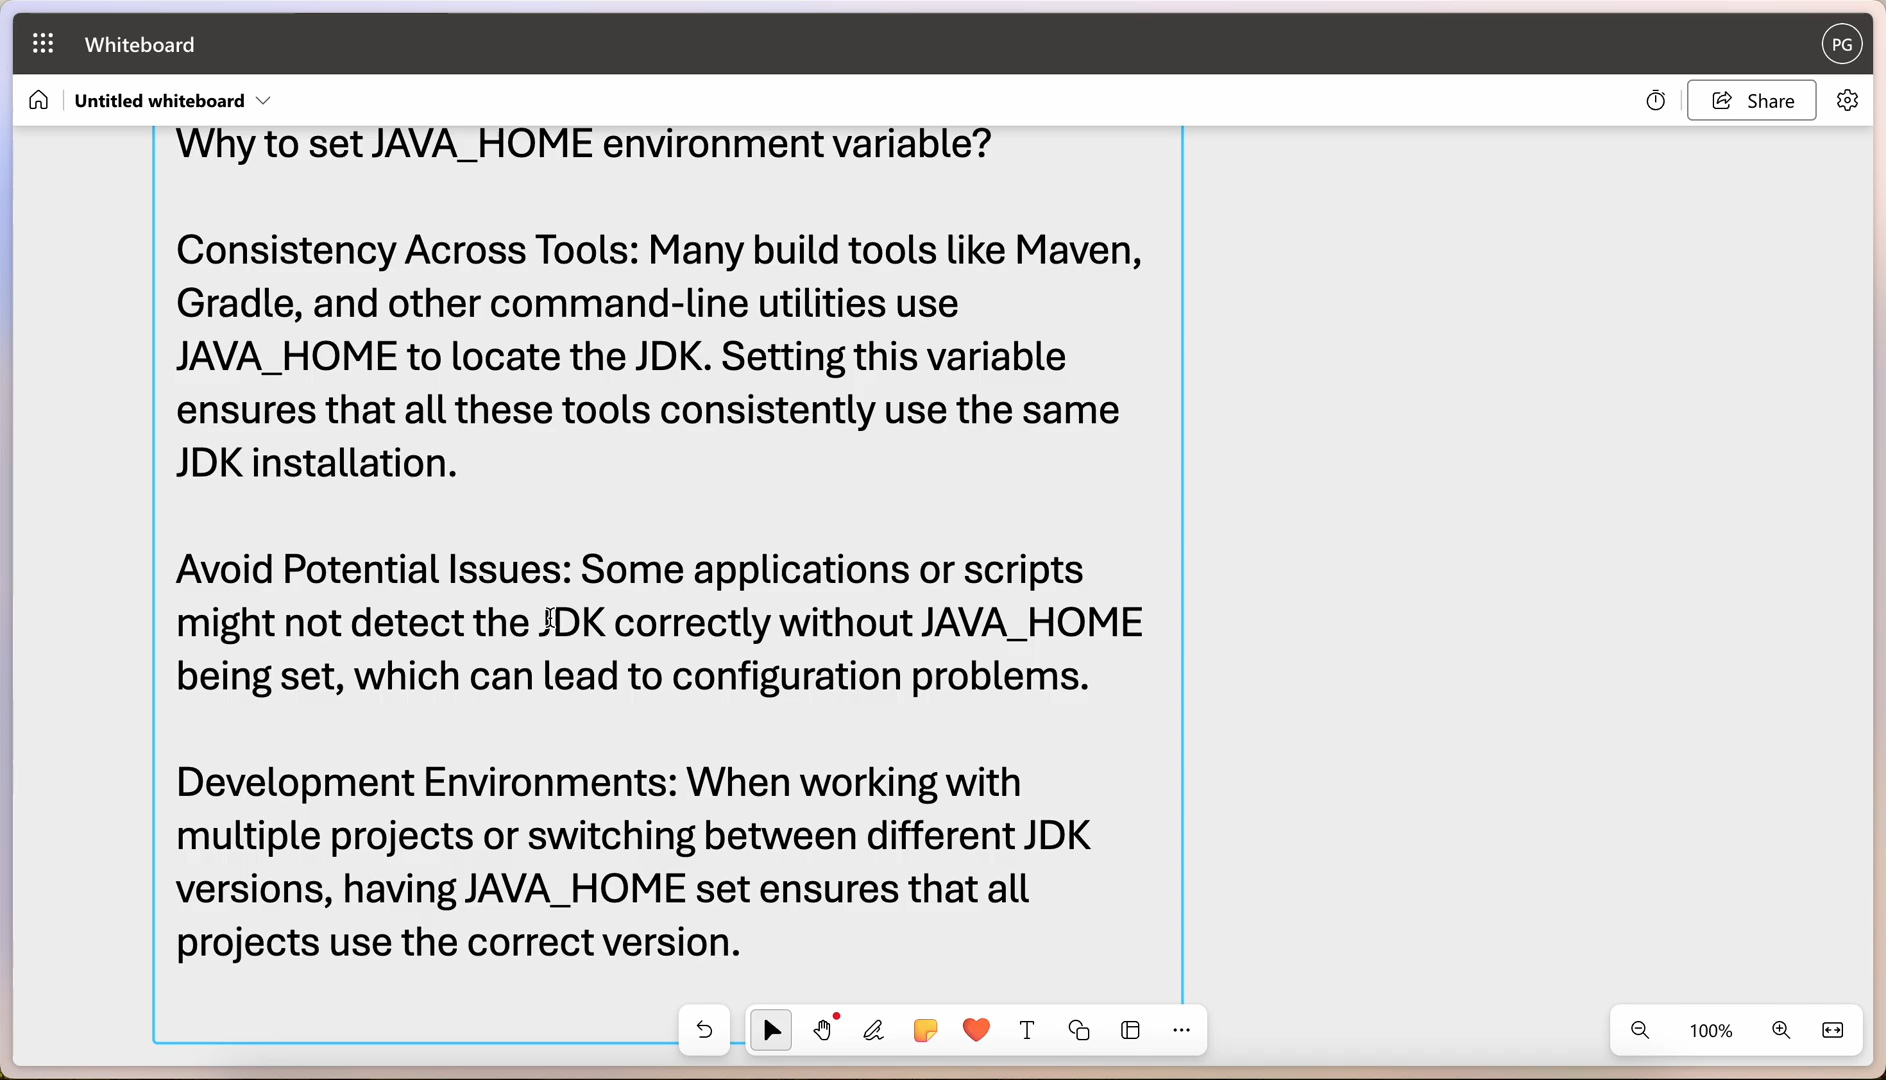 Whiteboard
PG
Untitled whiteboard
Share
Why to set JAVA_HOME environment variable?
Consistency Across Tools: Many build tools like Maven,
Gradle, and other command-line utilities use
JAVA_HOME to locate the JDK. Setting this variable
ensures that all these tools consistently use the same
JDK installation.
Avoid Potential Issues: Some applications or scripts
might not detect the JDK correctly without JAVA_HOME
being set, which can lead to configuration problems.
Development Environments: When working with
multiple projects or switching between different JDK
versions, having JAVA_HOME set ensures that all
projects use the correct version.
100%